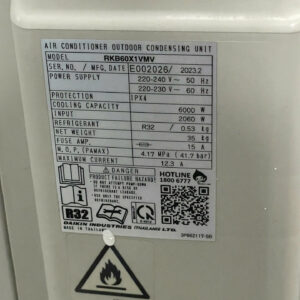 AIR CONDITIONER OUTDOOR CONDENSING UNIT
MODEL RKB60X1VMV
SER.NO. / MFG.DATE E002026/ 2023.2
POWER SUPPLY 220-240 V ~ 50 Hz
220-230 V ~ 60 Hz
PROTECTION IPX4
COOLING CAPACITY 6000 W
INPUT 2060 W
REFRIGERANT R32 / 0.53 kg
WEIGHT 35 kg
FUSE AMP. 15 A
W.O.P. (PAMAX) 4.17 MPa (41.7 bar)
MAXIMUM CURRENT 12.3 A
DANGER
PRODUCT FAILURE/INJURY HAZARD
HOTLINE
1800 6777
R32
DAIKIN INDUSTRIES (THAILAND) LTD.
MADE IN THAILAND